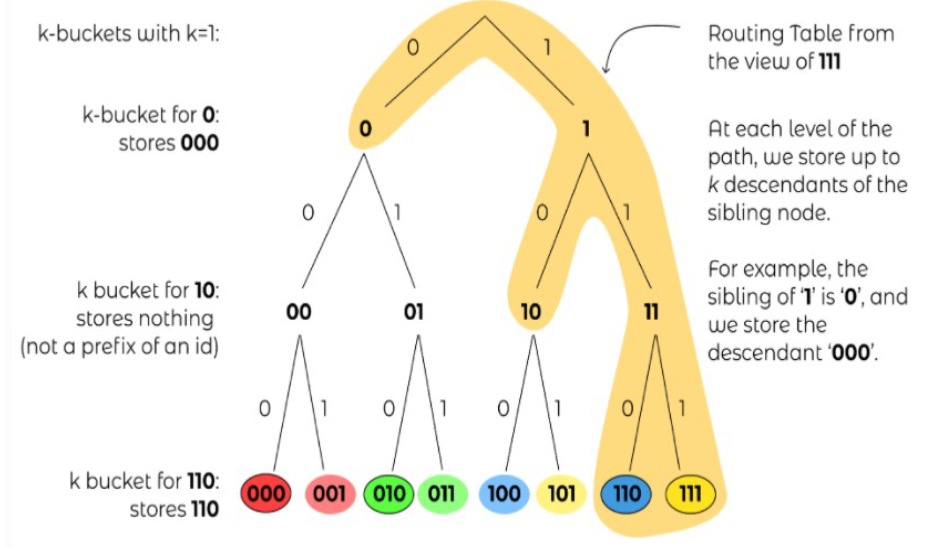 k-buckets with k=1:
0
1
Routing Table from
the view of 111
k-bucket for 0:
stores 000
0
1
At each level of the
path, we store up to
k descendants of the
sibling node.
0
1
0
1
k bucket for 10:
stores nothing
(not a prefix of an id)
00
01
10
11
For example, the
sibling of '1' is '0', and
we store the
descendant '000'.
0
1
0
1
0
1
0
1
k bucket for 110:
stores 110
000
001
010
011
100
101
110
111